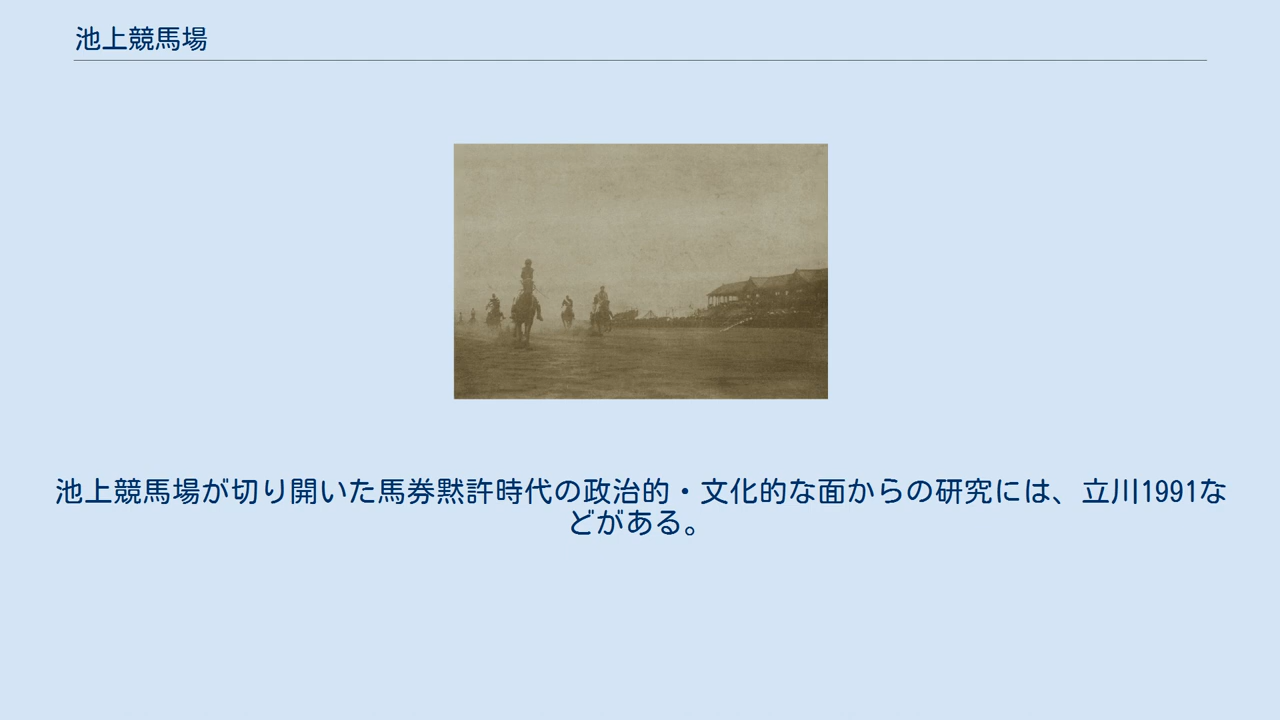 池上競馬場
池上競馬場が切り開いた馬券黙許時代の政治的・文化的な面からの研究には、立川1991な
どがある。